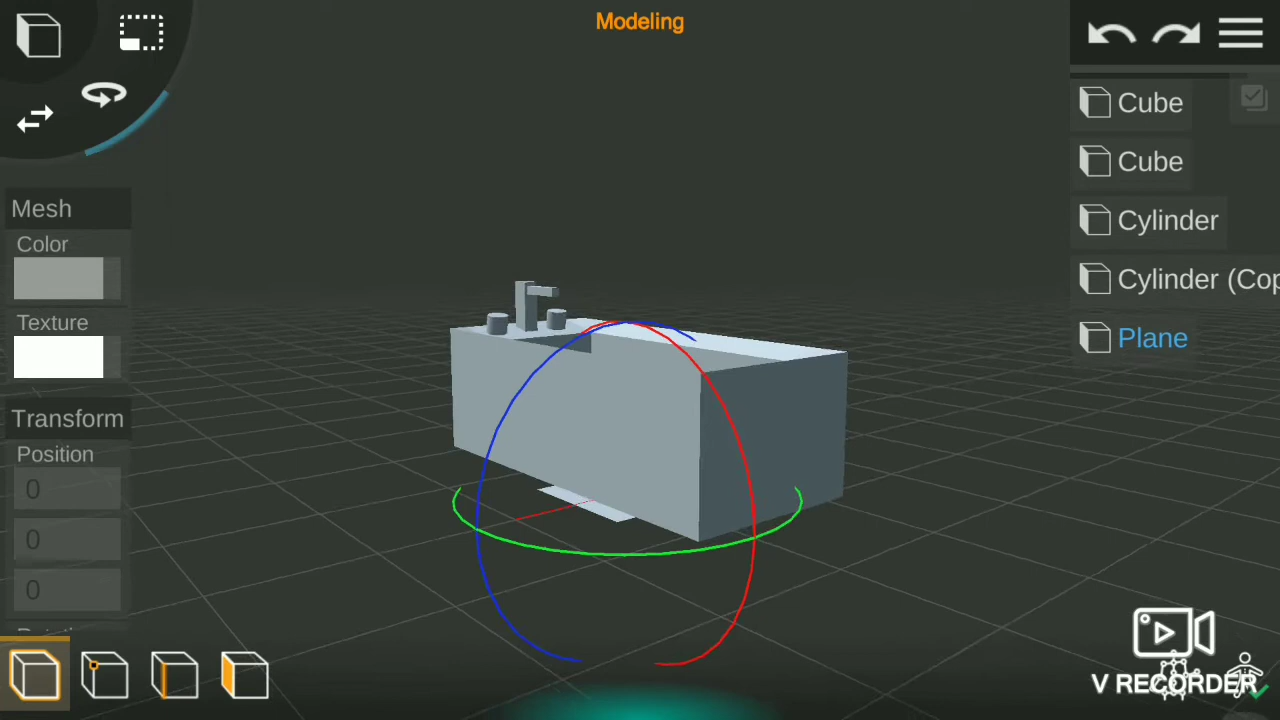 Modeling
Cube
Cube
Cylinder
Cylinder (Cop
Plane
Mesh
Color
Texture
Transform
Position
0
0
0
V RECORDER